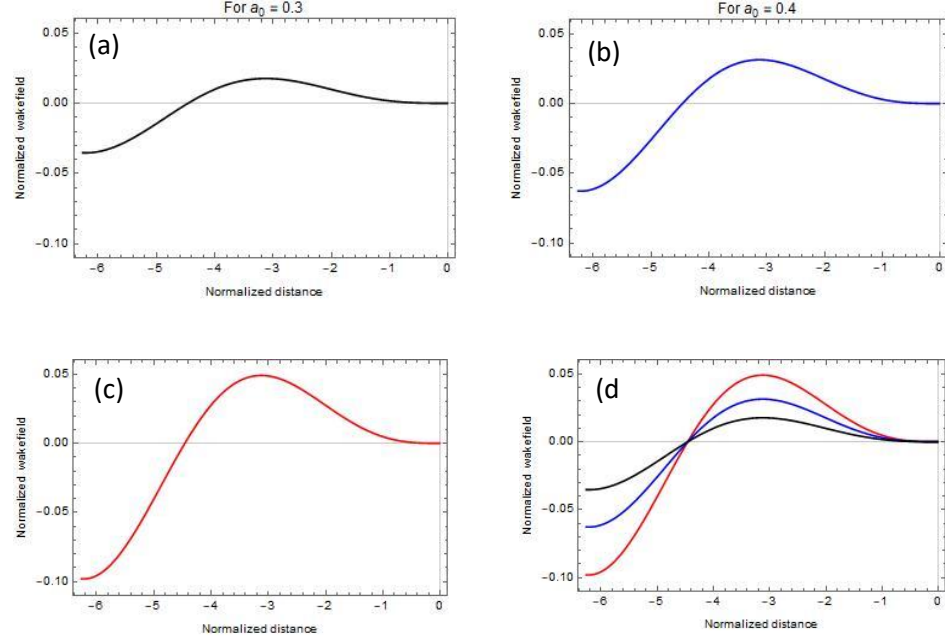 For a₀ = 0.3
(a)
Normalized wakefield
0.05
0.00
−0.05
−0.10
−6 −5 −4 −3 −2 −1 0
Normalized distance
For a₀ = 0.4
(b)
Normalized wakefield
0.05
0.00
−0.05
−0.10
−6 −5 −4 −3 −2 −1 0
Normalized distance
(c)
Normalized wakefield
0.05
0.00
−0.05
−0.10
−6 −5 −4 −3 −2 −1 0
Normalized distance
(d)
Normalized wakefield
0.05
0.00
−0.05
−0.10
−6 −5 −4 −3 −2 −1 0
Normalized distance